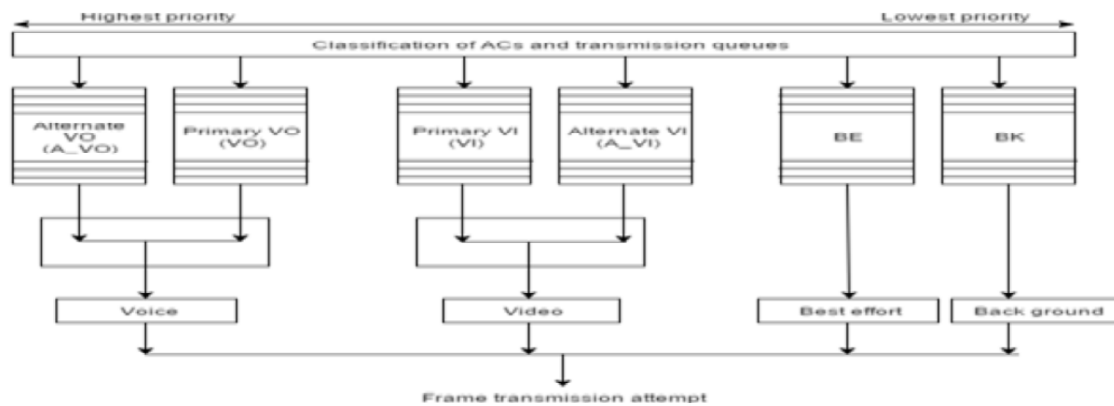 Highest priority Lowest priority
Classification of ACs and transmission queues
Alternate
VO
(A_VO)
Primary VO
(VO)
Primary VI
(VI)
Alternate VI
(A_VI)
BE
BK
Voice
Video
Best effort
Back ground
Frame transmission attempt